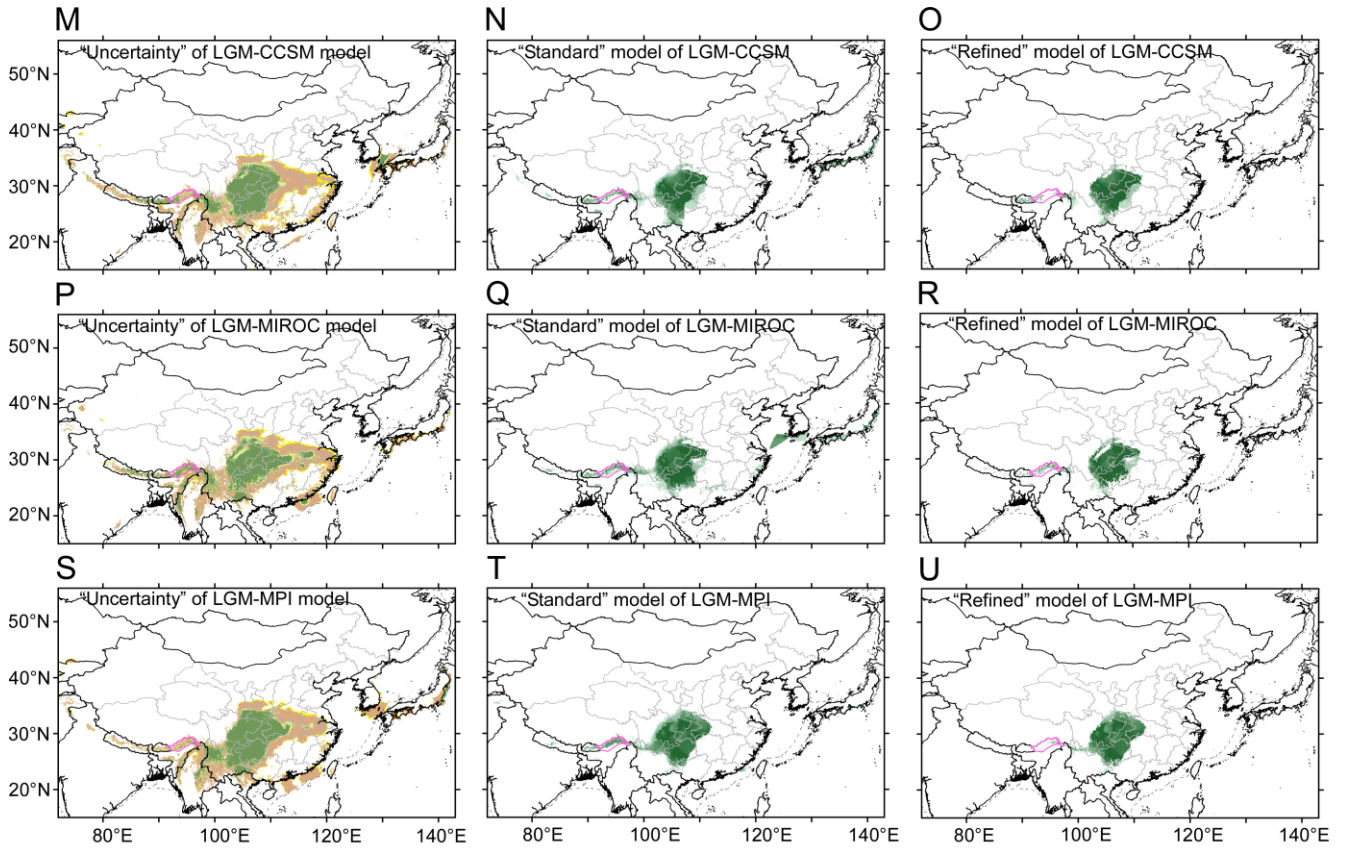 M
N
O
“Uncertainty” of LGM-CCSM model
“Standard” model of LGM-CCSM
“Refined” model of LGM-CCSM
50°N
40°N
30°N
20°N
P
Q
R
“Uncertainty” of LGM-MIROC model
“Standard” model of LGM-MIROC
“Refined” model of LGM-MIROC
50°N
40°N
30°N
20°N
S
T
U
“Uncertainty” of LGM-MPI model
“Standard” model of LGM-MPI
“Refined” model of LGM-MPI
50°N
40°N
30°N
20°N
80°E 100°E 120°E 140°E 80°E 100°E 120°E 140°E 80°E 100°E 120°E 140°E